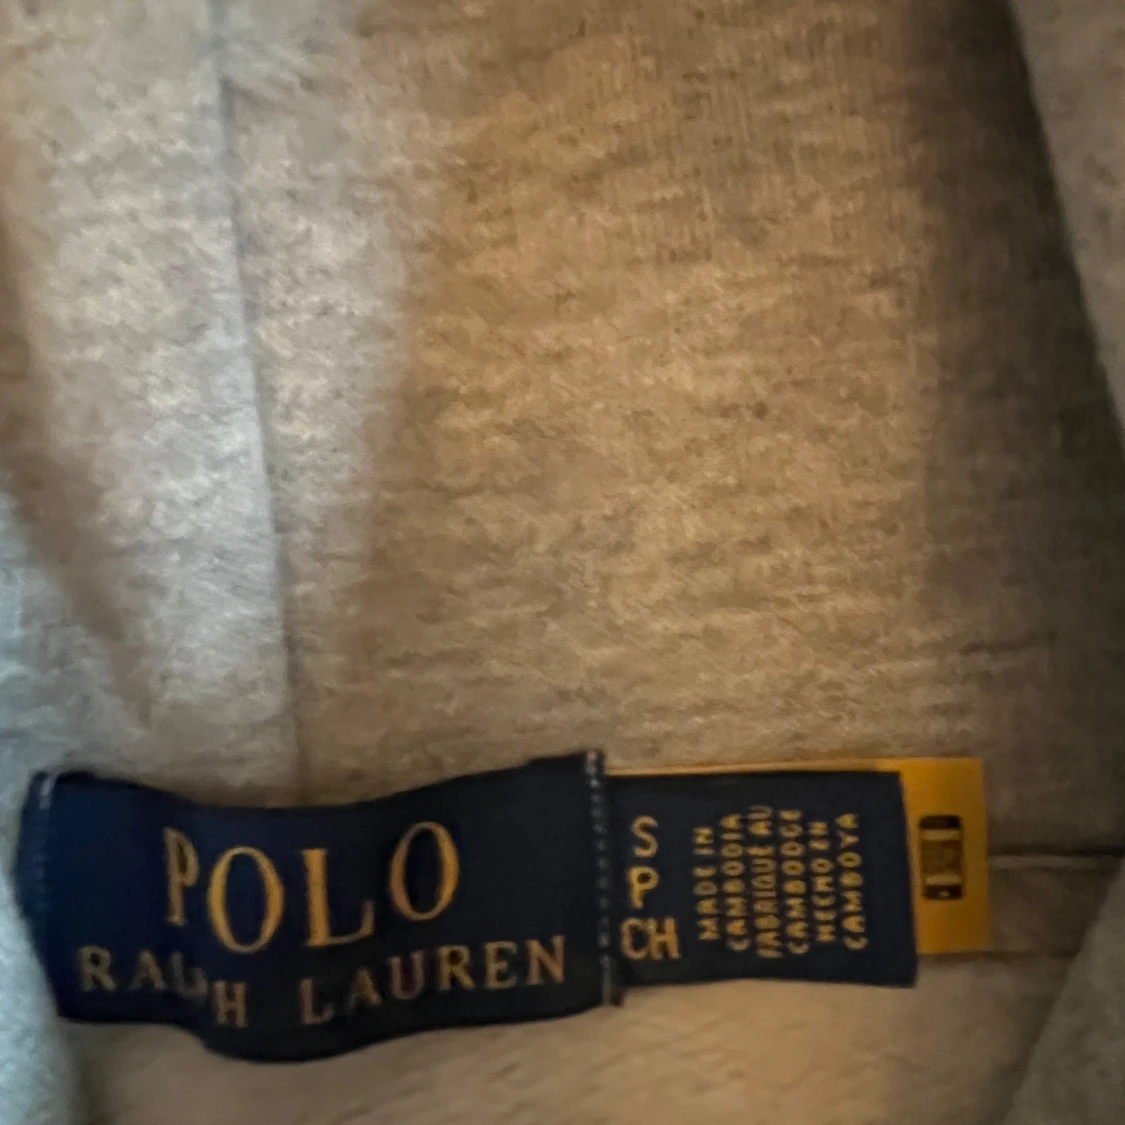 POLO
RALPH LAUREN
S
P
CH
MADE IN
CAMBODIA
FABRIQUÉ AU
CAMBODGE
HECHO EN
CAMBOYA